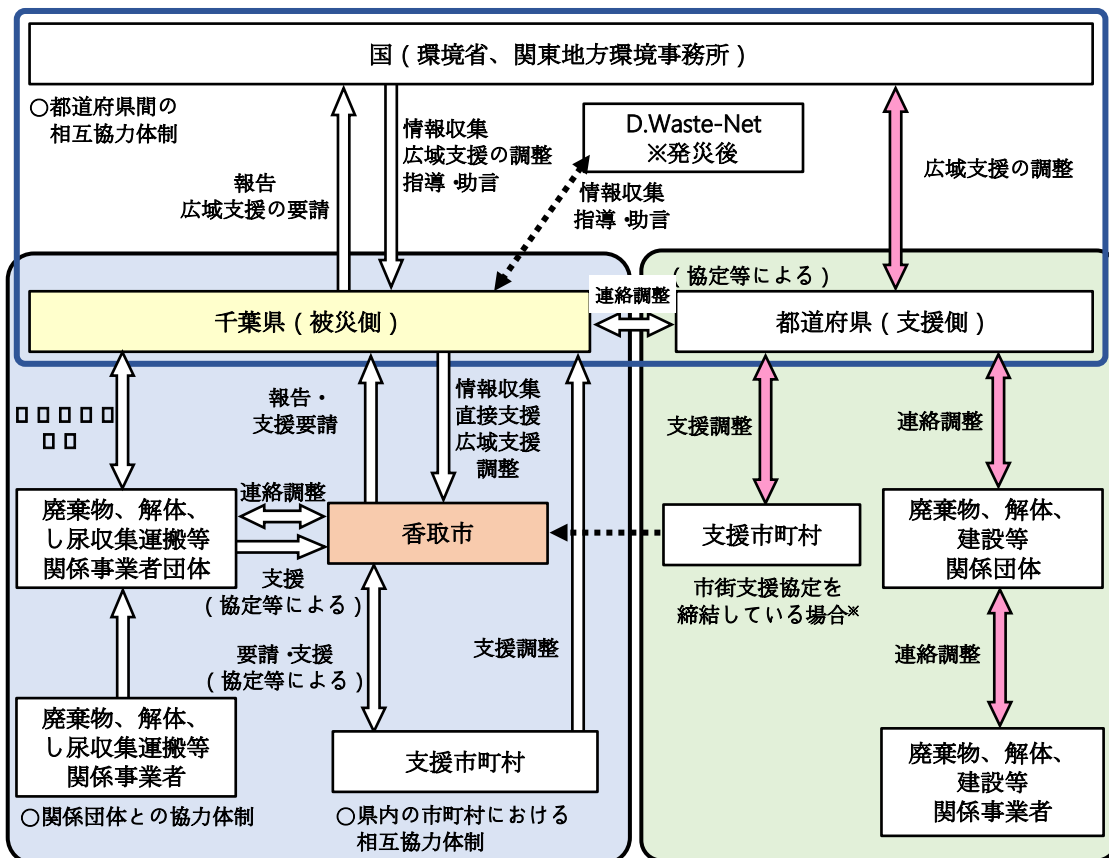 国(環境省、関東地方環境事務所)
○都道府県間の
相互協力体制
情報収集
広域支援の調整
指導・助言
D.Waste-Net
※発災後
報告
広域支援の要請
情報収集
指導・助言
広域支援の調整
(協定等による)
千葉県(被災側)
連絡調整
都道府県(支援側)
報告・
支援要請
情報収集
直接支援
広域支援
調整
支援調整
連絡調整
廃棄物、解体、
し尿収集運搬等
関係事業者団体
連絡調整
香取市
支援市町村
廃棄物、解体、
建設等
関係団体
支援
(協定等による)
市街支援協定を
締結している場合※
要請・支援
(協定等による)
支援調整
連絡調整
廃棄物、解体、
し尿収集運搬等
関係事業者
支援市町村
廃棄物、解体、
建設等
関係事業者
○関係団体との協力体制
○県内の市町村における
相互協力体制